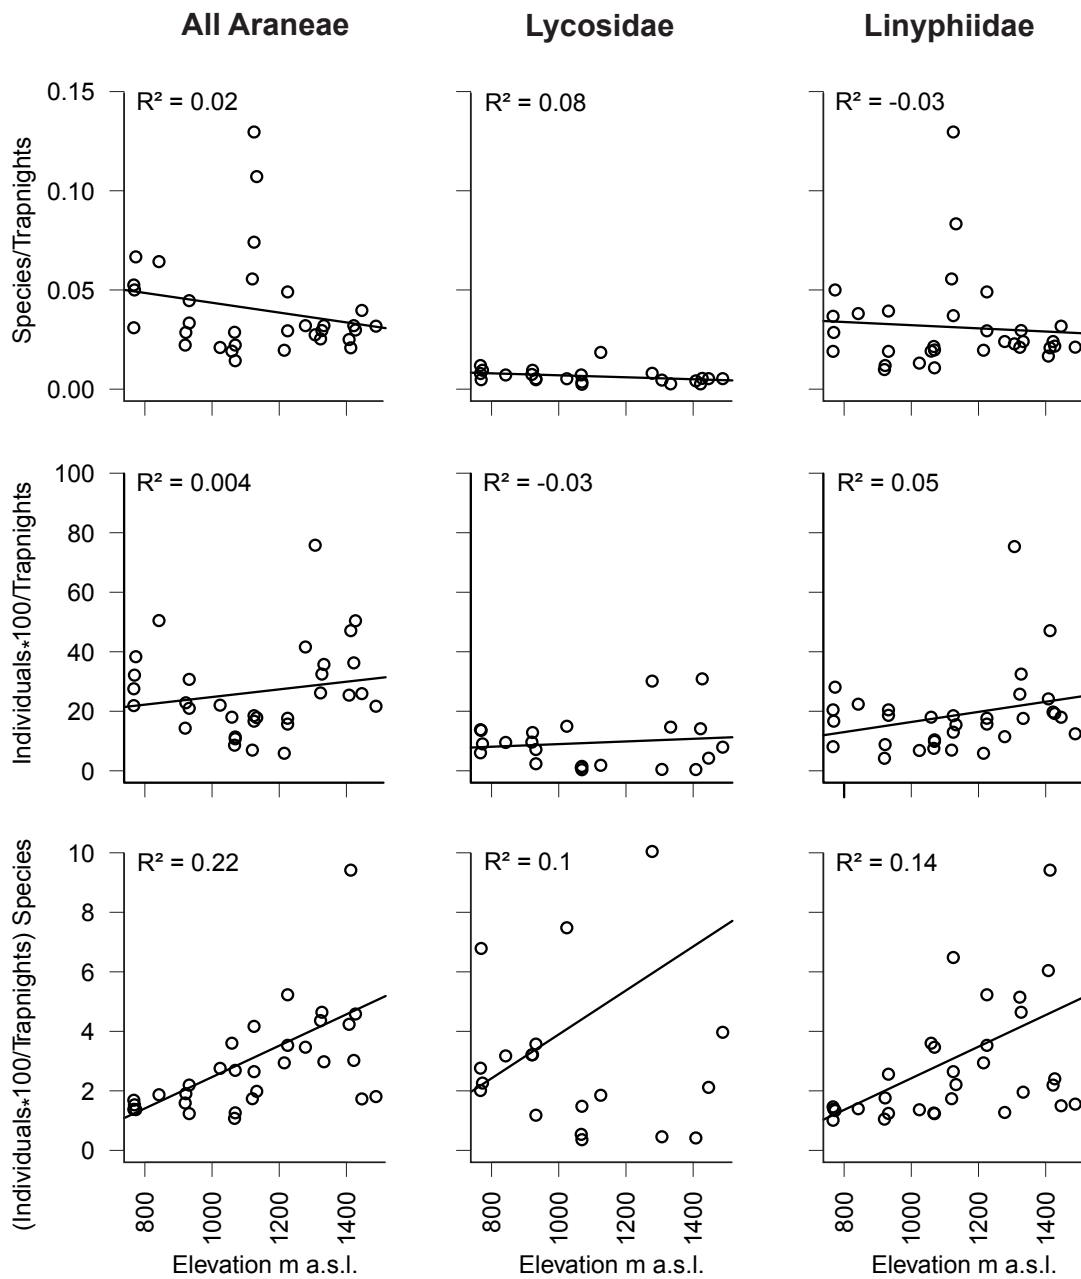 All Araneae Lycosidae Linyphiidae
Species/Trapnights
0.15
0.10
0.05
0.00
R² = 0.02
R² = 0.08
R² = -0.03
Individuals*100/Trapnights
100
80
60
40
20
0
R² = 0.004
R² = -0.03
R² = 0.05
(Individuals*100/Trapnights) Species
10
8
6
4
2
0
R² = 0.22
R² = 0.1
R² = 0.14
800 1000 1200 1400
800 1000 1200 1400
800 1000 1200 1400
Elevation m a.s.l. Elevation m a.s.l. Elevation m a.s.l.